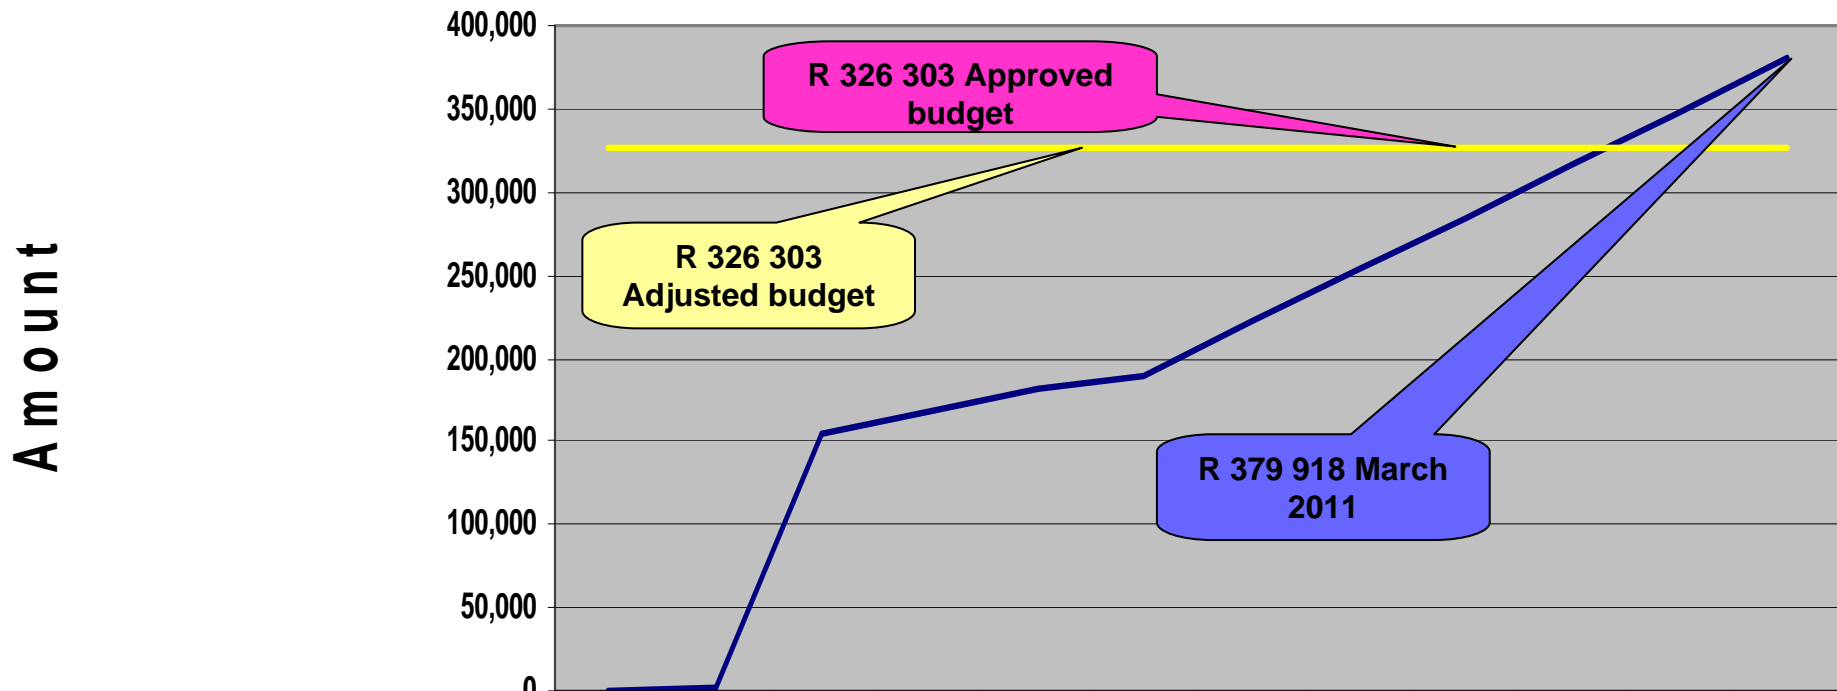 Amount
400,000
350,000
300,000
250,000
200,000
150,000
100,000
50,000
0
R 326 303 Approved
budget
R 326 303
Adjusted budget
R 379 918 March
2011